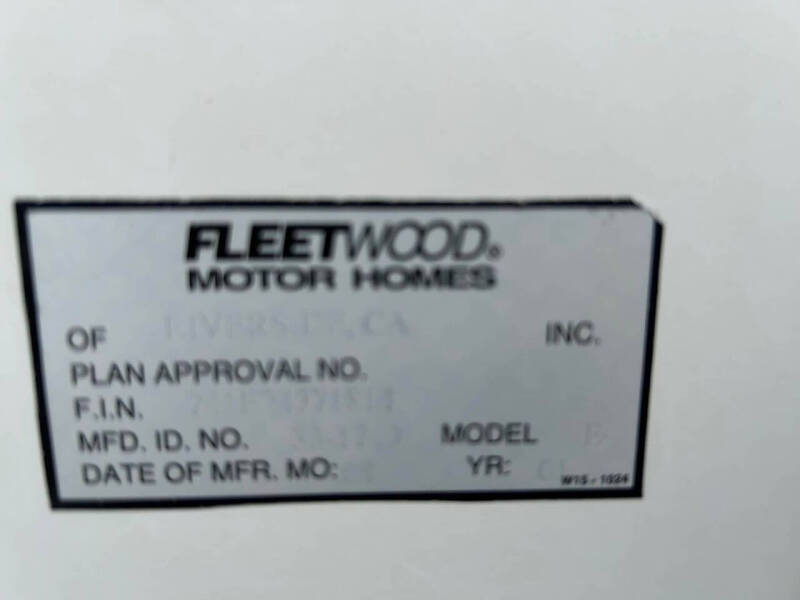 FLEETWOOD®
MOTOR HOMES
OF CA INC.
PLAN APPROVAL NO.
F.I.N.
MFD. ID. NO. MODEL
DATE OF MFR. MO: YR:
W15-1024